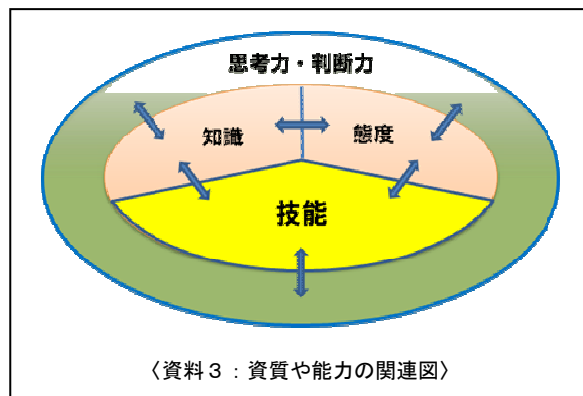 思考力・判断力
知識
態度
技能
〈資料３：資質や能力の関連図〉